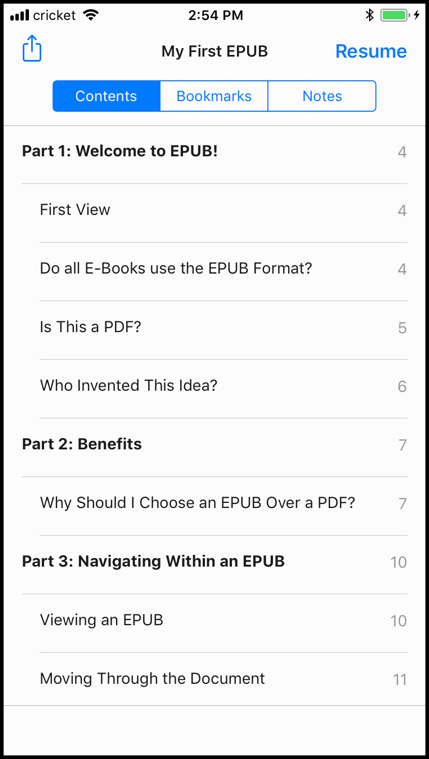 cricket 2:54 PM
My First EPUB Resume
Contents Bookmarks Notes
Part 1: Welcome to EPUB! 4
First View 4
Do all E-Books use the EPUB Format? 4
Is This a PDF? 5
Who Invented This Idea? 6
Part 2: Benefits 7
Why Should I Choose an EPUB Over a PDF? 7
Part 3: Navigating Within an EPUB 10
Viewing an EPUB 10
Moving Through the Document 11